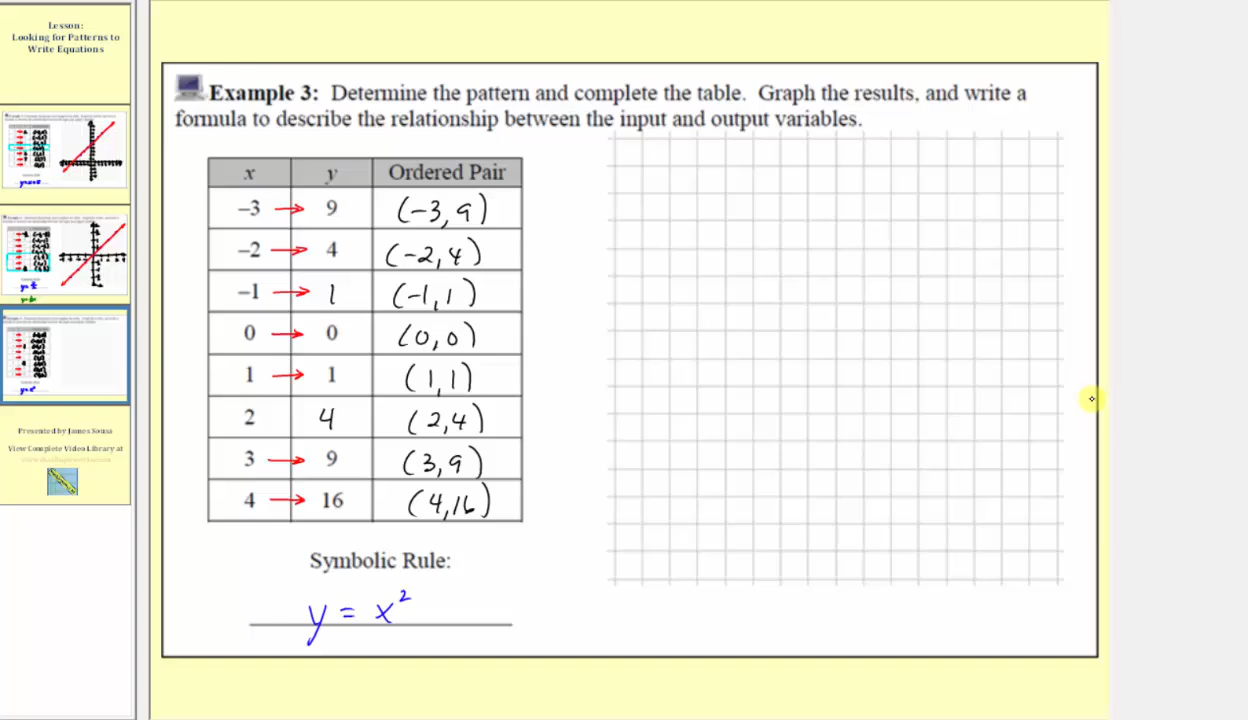 Lesson:
Looking for Patterns to
Write Equations
Presented by James Sousa
View Complete Video Library at
Example 3: Determine the pattern and complete the table. Graph the results, and write a
formula to describe the relationship between the input and output variables.
x y Ordered Pair
−3 → 9 (−3, 9)
−2 → 4 (−2, 4)
−1 → 1 (−1, 1)
0 → 0 (0, 0)
1 → 1 (1, 1)
2 4 (2, 4)
3 → 9 (3, 9)
4 → 16 (4, 16)
Symbolic Rule:
y = x²